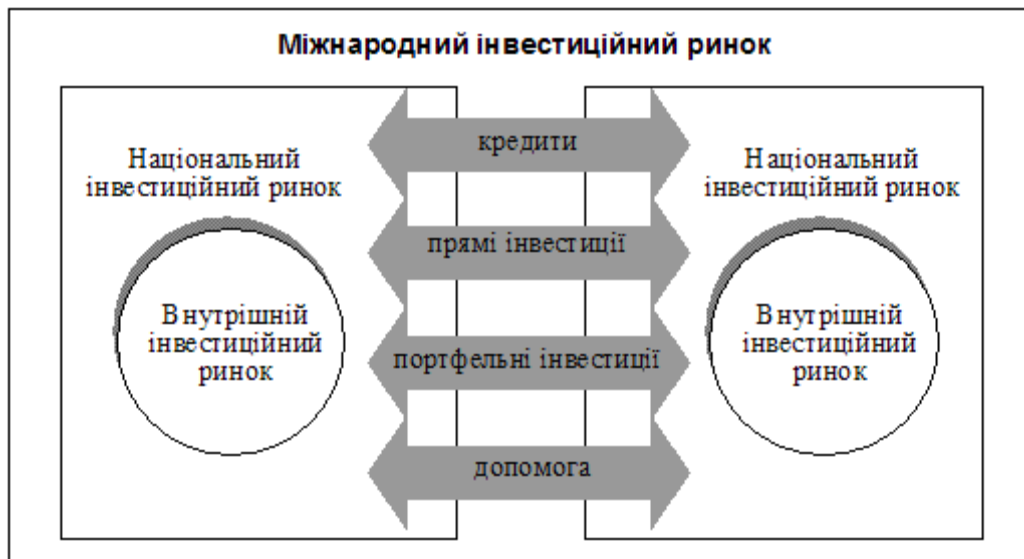 Міжнародний інвестиційний ринок
Національний
інвестиційний ринок
Внутрішній
інвестиційний
ринок
кредити
прямі інвестиції
портфельні інвестиції
допомога
Національний
інвестиційний ринок
Внутрішній
інвестиційний
ринок